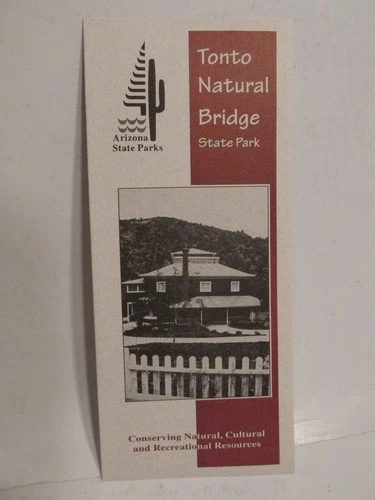 Tonto
Natural
Bridge
State Park
Arizona
State Parks
Conserving Natural, Cultural
and Recreational Resources